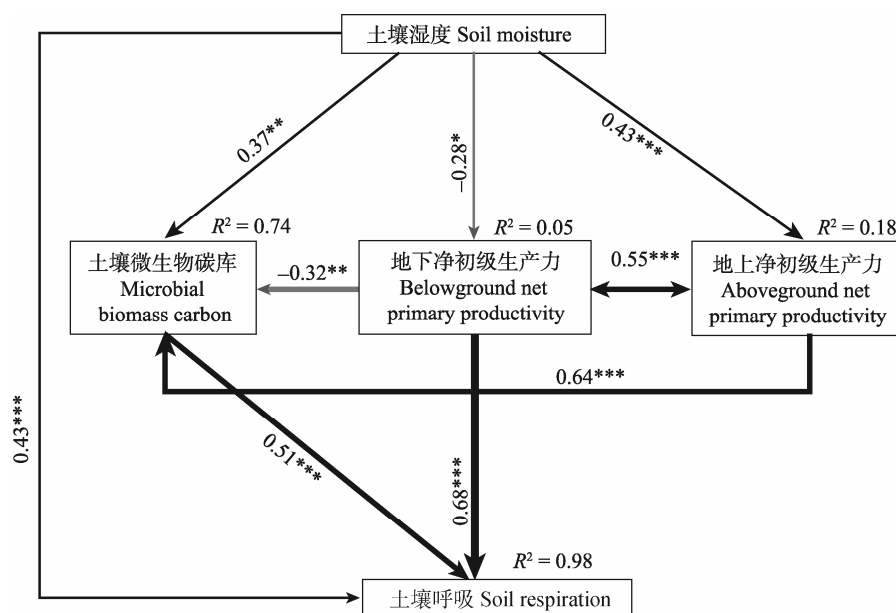 土壤湿度 Soil moisture
0.37**
–0.28*
0.43***
R² = 0.74
R² = 0.05
R² = 0.18
土壤微生物碳库
Microbial
biomass carbon
–0.32**
地下净初级生产力
Belowground net
primary productivity
0.55***
地上净初级生产力
Aboveground net
primary productivity
0.64***
0.43***
0.51***
0.68***
R² = 0.98
土壤呼吸 Soil respiration